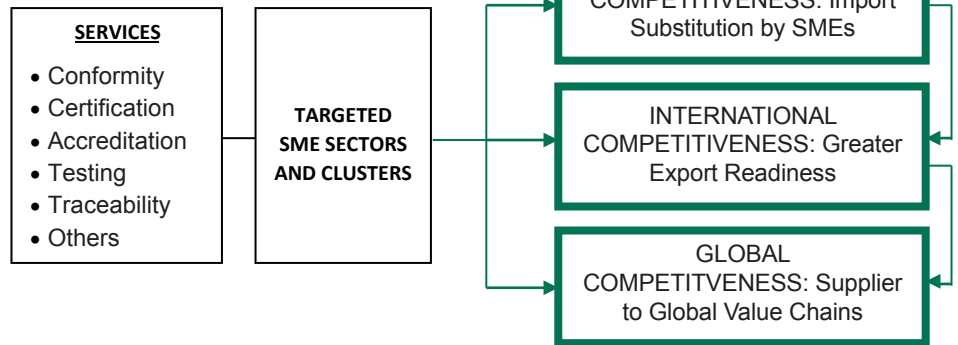 SERVICES
• Conformity
• Certification
• Accreditation
• Testing
• Traceability
• Others
TARGETED
SME SECTORS
AND CLUSTERS
COMPETITIVENESS: Import
Substitution by SMEs
INTERNATIONAL
COMPETITIVENESS: Greater
Export Readiness
GLOBAL
COMPETITVENESS: Supplier
to Global Value Chains